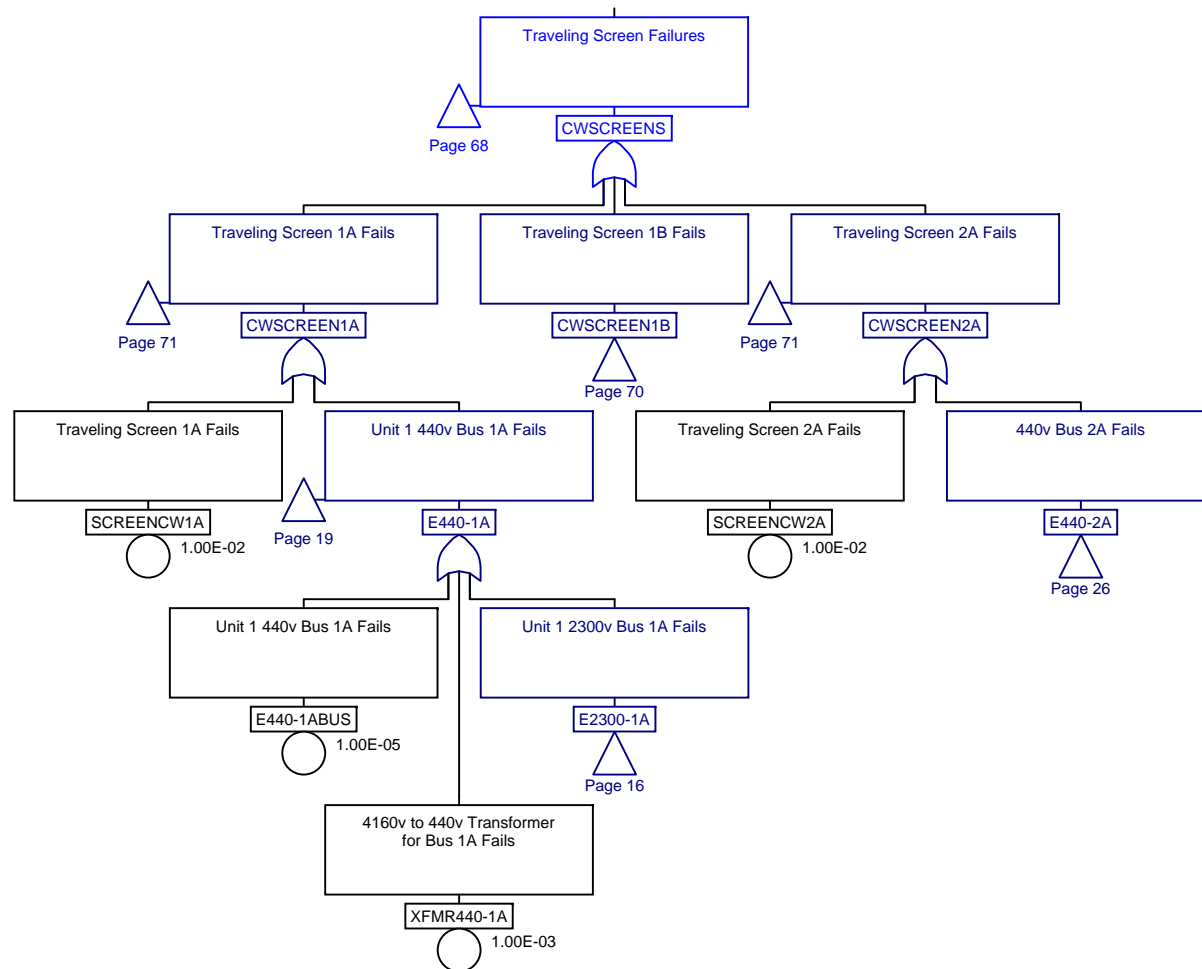 Traveling Screen Failures
Page 68
CWSCREENS
Traveling Screen 1A Fails
Traveling Screen 1B Fails
Traveling Screen 2A Fails
Page 71
CWSCREEN1A
CWSCREEN1B
Page 70
Page 71
CWSCREEN2A
Traveling Screen 1A Fails
Unit 1 440v Bus 1A Fails
Traveling Screen 2A Fails
440v Bus 2A Fails
SCREENCW1A
1.00E-02
Page 19
E440-1A
SCREENCW2A
1.00E-02
E440-2A
Page 26
Unit 1 440v Bus 1A Fails
Unit 1 2300v Bus 1A Fails
E440-1ABUS
1.00E-05
E2300-1A
Page 16
4160v to 440v Transformer
for Bus 1A Fails
XFMR440-1A
1.00E-03